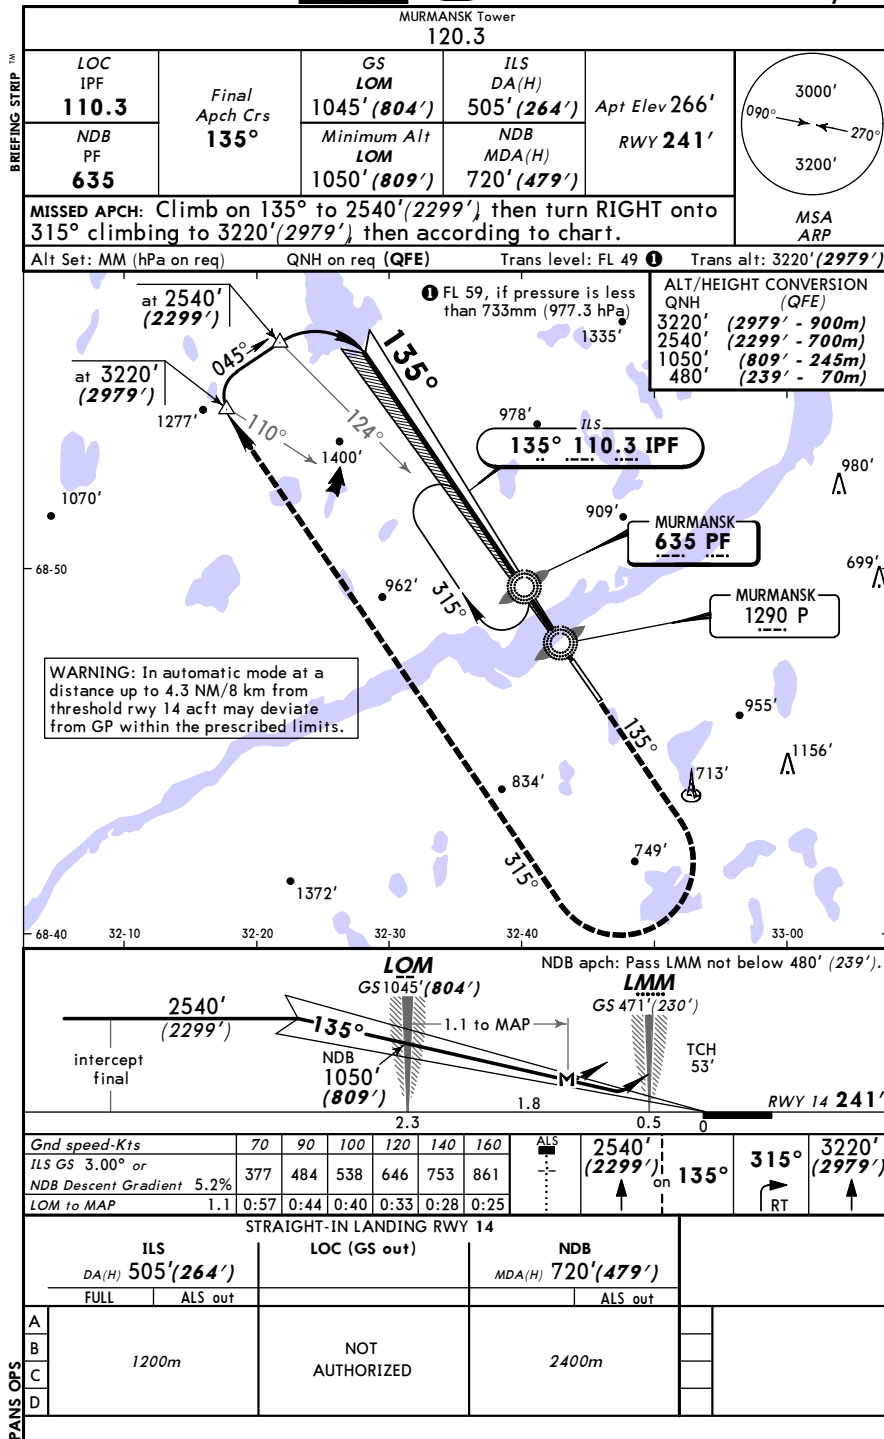 MURMANSK Tower
120.3
BRIEFING STRIP TM
LOC
IPF
110.3
Final
Apch Crs
135°
GS
LOM
1045' (804')
ILS
DA(H)
505' (264')
Apt Elev 266'
RWY 241'
NDB
PF
635
Minimum Alt
LOM
1050' (809')
NDB
MDA(H)
720' (479')
3000'
090°
270°
3200'
MSA
ARP
MISSED APCH: Climb on 135° to 2540' (2299'), then turn RIGHT onto
315° climbing to 3220' (2979'), then according to chart.
Alt Set: MM (hPa on req) QNH on req (QFE) Trans level: FL 49 ❶ Trans alt: 3220' (2979')
❶ FL 59, if pressure is less
than 733mm (977.3 hPa)
ALT/HEIGHT CONVERSION
QNH (QFE)
3220' (2979' - 900m)
2540' (2299' - 700m)
1050' (809' - 245m)
480' (239' - 70m)
at 2540'
(2299')
1335'
045°
135°
at 3220'
(2979')
1277'
110°
124°
978'
ILS
135° 110.3 IPF
1400'
980'
1070'
909'
MURMANSK
635 PF
68-50
699'
962'
315°
MURMANSK
1290 P
WARNING: In automatic mode at a
distance up to 4.3 NM/8 km from
threshold rwy 14 acft may deviate
from GP within the prescribed limits.
955'
135°
1156'
713'
834'
749'
315°
1372'
68-40 32-10 32-20 32-30 32-40 33-00
LOM
GS 1045' (804')
NDB apch: Pass LMM not below 480' (239').
LMM
GS 471' (230')
2540'
(2299')
135°
1.1 to MAP
intercept
final
NDB
1050'
(809')
M
TCH
53'
1.8
RWY 14 241'
2.3 0.5 0
Gnd speed-Kts 70 90 100 120 140 160
ILS GS 3.00° or
NDB Descent Gradient 5.2% 377 484 538 646 753 861
LOM to MAP 1.1 0:57 0:44 0:40 0:33 0:28 0:25
ALS
2540'
(2299')
on 135°
315°
RT
3220'
(2979')
STRAIGHT-IN LANDING RWY 14
ILS
DA(H) 505' (264')
LOC (GS out)
NDB
MDA(H) 720' (479')
FULL ALS out
ALS out
A
B
C
D
1200m
NOT
AUTHORIZED
2400m
PANS OPS